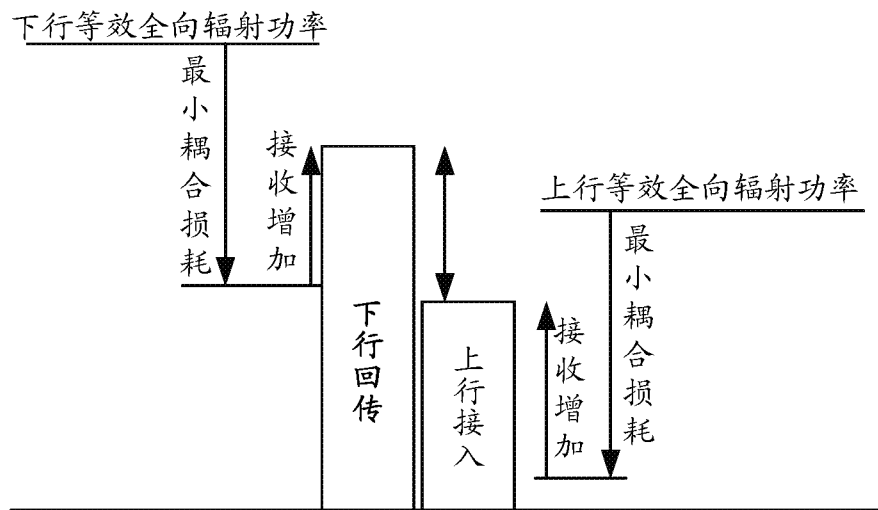 下行等效全向辐射功率
最小耦合损耗
接收增加
下行回传
上行接入
上行等效全向辐射功率
接收增加
最小耦合损耗